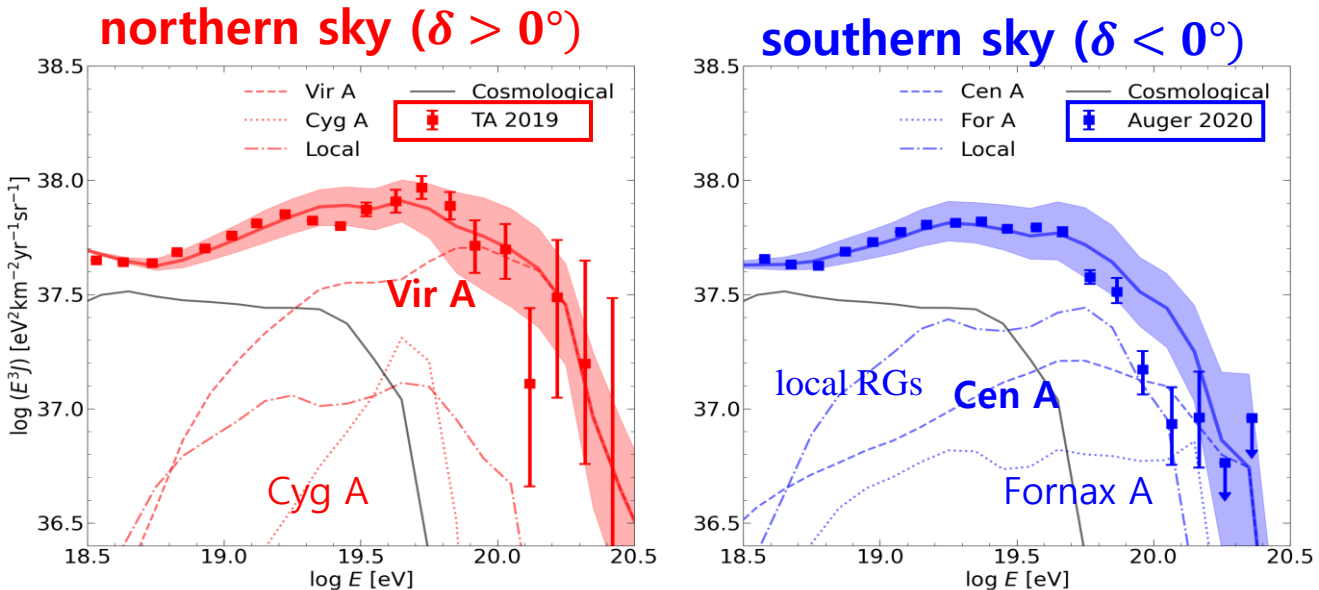 northern sky (δ > 0°)
38.5
38.0
37.5
37.0
36.5
18.5 19.0 19.5 20.0 20.5
log E [eV]
log (E³J) [eV²km⁻²yr⁻¹sr⁻¹]
Vir A
Cyg A
Local
Cosmological
TA 2019
Vir A
Cyg A
southern sky (δ < 0°)
38.5
38.0
37.5
37.0
36.5
18.5 19.0 19.5 20.0 20.5
log E [eV]
Cen A
For A
Local
Cosmological
Auger 2020
local RGs
Cen A
Fornax A